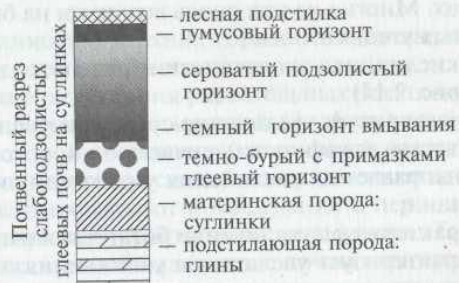 Почвенный разрез
слабоподзолистых
глеевых почв на суглинках
лесная подстилка
гумусовый горизонт
сероватый подзолистый
горизонт
темный горизонт вмывания
темно-бурый с примазками
глеевый горизонт
материнская порода:
суглинки
подстилающая порода:
глины